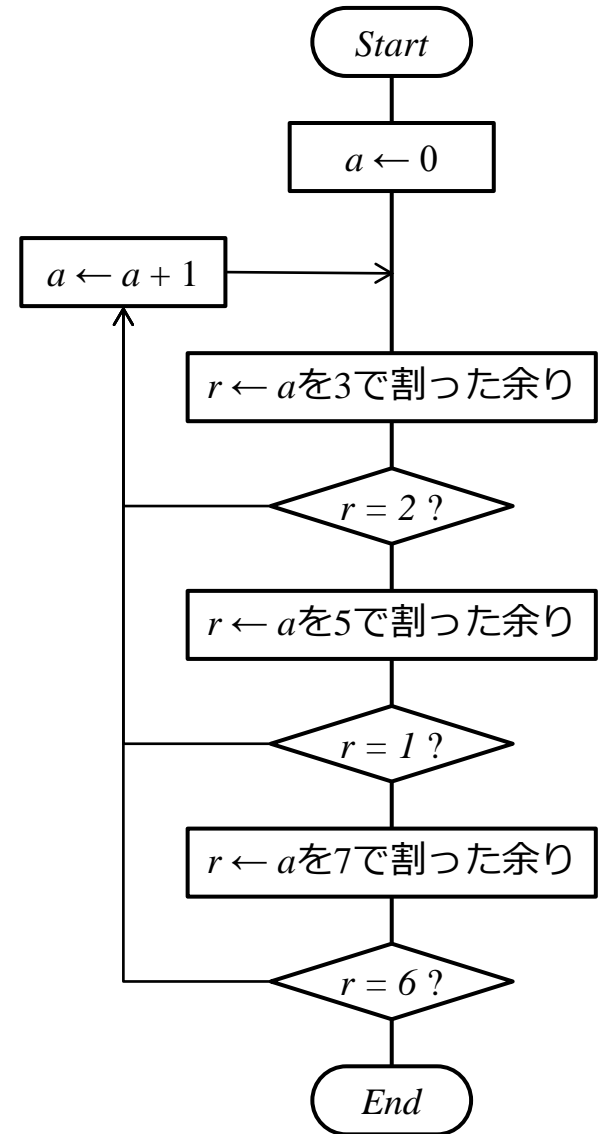 Start
a ← 0
a ← a + 1
r ← aを3で割った余り
r = 2 ?
r ← aを5で割った余り
r = 1 ?
r ← aを7で割った余り
r = 6 ?
End